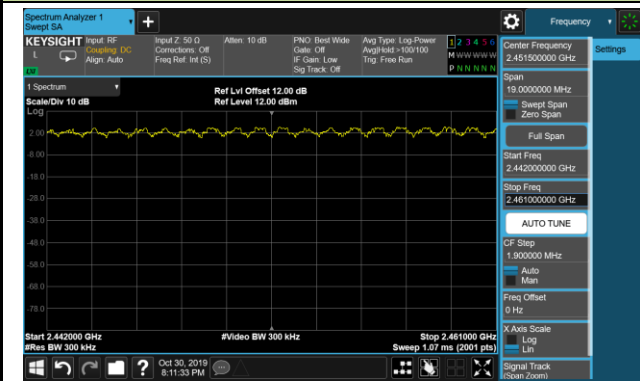 Spectrum Analyzer 1
Swept SA
+
Frequency
KEYSIGHT
L
Input: RF
Coupling: DC
Align: Auto
Input Z: 50 Ω
Corrections: Off
Freq Ref: Int (S)
Atten: 10 dB
PNO: Best Wide
Gate: Off
IF Gain: Low
Sig Track: Off
Avg Type: Log-Power
Avg|Hold:>100/100
Trig: Free Run
1 2 3 4 5 6
M W W W W W
P N N N N N
1 Spectrum
Scale/Div 10 dB
Ref Lvl Offset 12.00 dB
Ref Level 12.00 dBm
Log
2.00
-8.00
-18.0
-28.0
-38.0
-48.0
-58.0
-68.0
-78.0
Start 2.442000 GHz
#Res BW 300 kHz
#Video BW 300 kHz
Stop 2.461000 GHz
Sweep 1.07 ms (2001 pts)
?
Oct 30, 2019
8:11:33 PM
Center Frequency
2.451500000 GHz
Settings
Span
19.0000000 MHz
Swept Span
Zero Span
Full Span
Start Freq
2.442000000 GHz
Stop Freq
2.461000000 GHz
AUTO TUNE
CF Step
1.900000 MHz
Auto
Man
Freq Offset
0 Hz
X Axis Scale
Log
Lin
Signal Track
(Span Zoom)